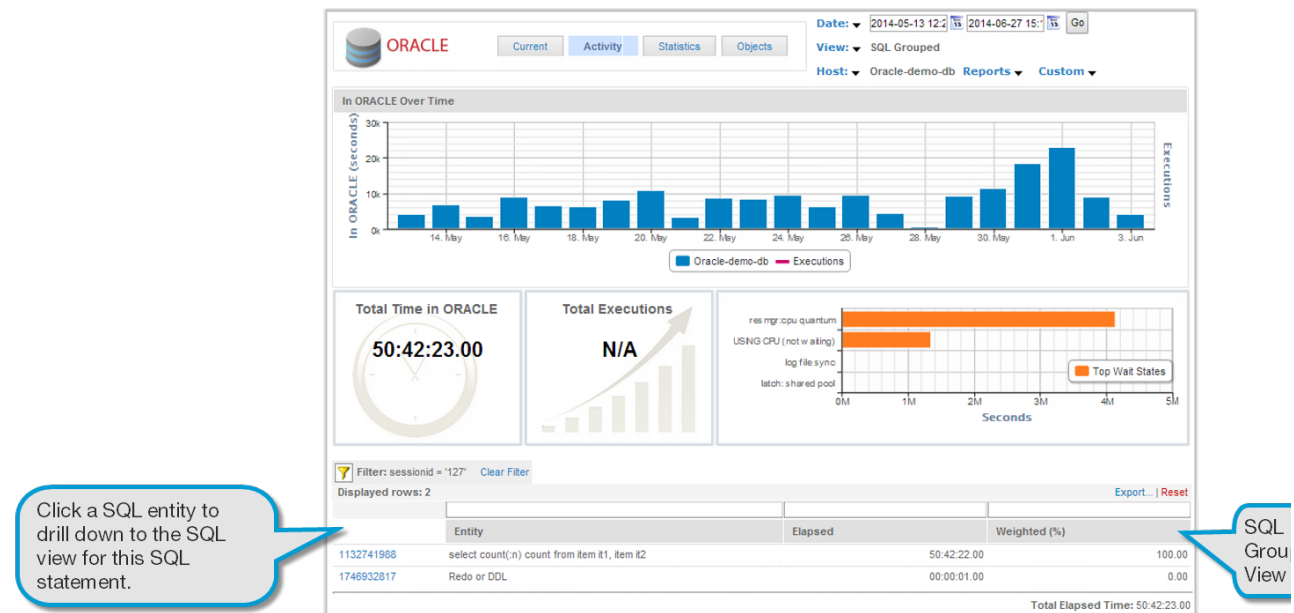 ORACLE
Current Activity Statistics Objects
Date: 2014-05-13 12:2 2014-06-27 15: Go
View: SQL Grouped
Host: Oracle-demo-db Reports Custom
In ORACLE Over Time
In ORACLE (seconds)
30k
20k
10k
0k
Executions
14. May 16. May 18. May 20. May 22. May 24. May 26. May 28. May 30. May 1. Jun 3. Jun
Oracle-demo-db Executions
Total Time in ORACLE
50:42:23.00
Total Executions
N/A
res mgr:cpu quantum
USING CPU (not waiting)
log file sync
latch: shared pool
Top Wait States
0M 1M 2M 3M 4M 5M
Seconds
Filter: sessionid = '127' Clear Filter
Displayed rows: 2 Export... | Reset
Entity Elapsed Weighted (%)
1132741988 select count(:n) count from item it1, item it2 50:42:22.00 100.00
1746932817 Redo or DDL 00:00:01.00 0.00
Total Elapsed Time: 50:42:23.00
Click a SQL entity to
drill down to the SQL
view for this SQL
statement.
SQL
Group
View